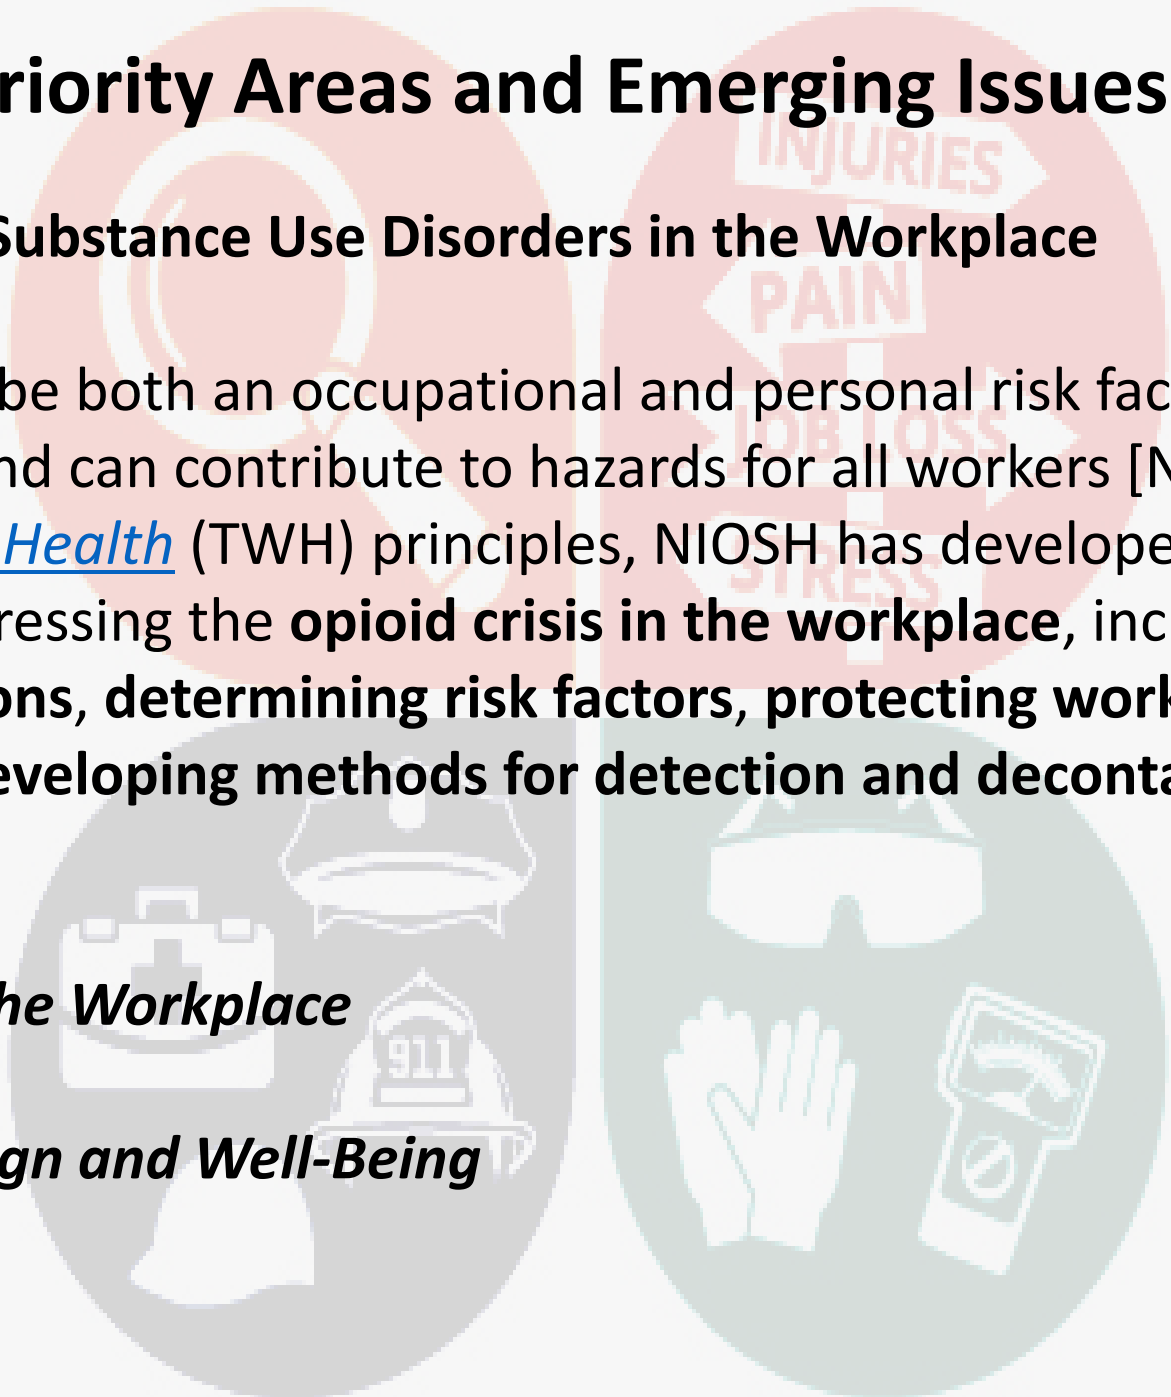 riority Areas and Emerging Issues
INJURIES
Substance Use Disorders in the Workplace
PAIN
be both an occupational and personal risk fac
JOB LOSS
nd can contribute to hazards for all workers [N
Health (TWH) principles, NIOSH has develope
STRESS
ressing the opioid crisis in the workplace, inc
ons, determining risk factors, protecting work
eveloping methods for detection and deconta
he Workplace
911
gn and Well-Being